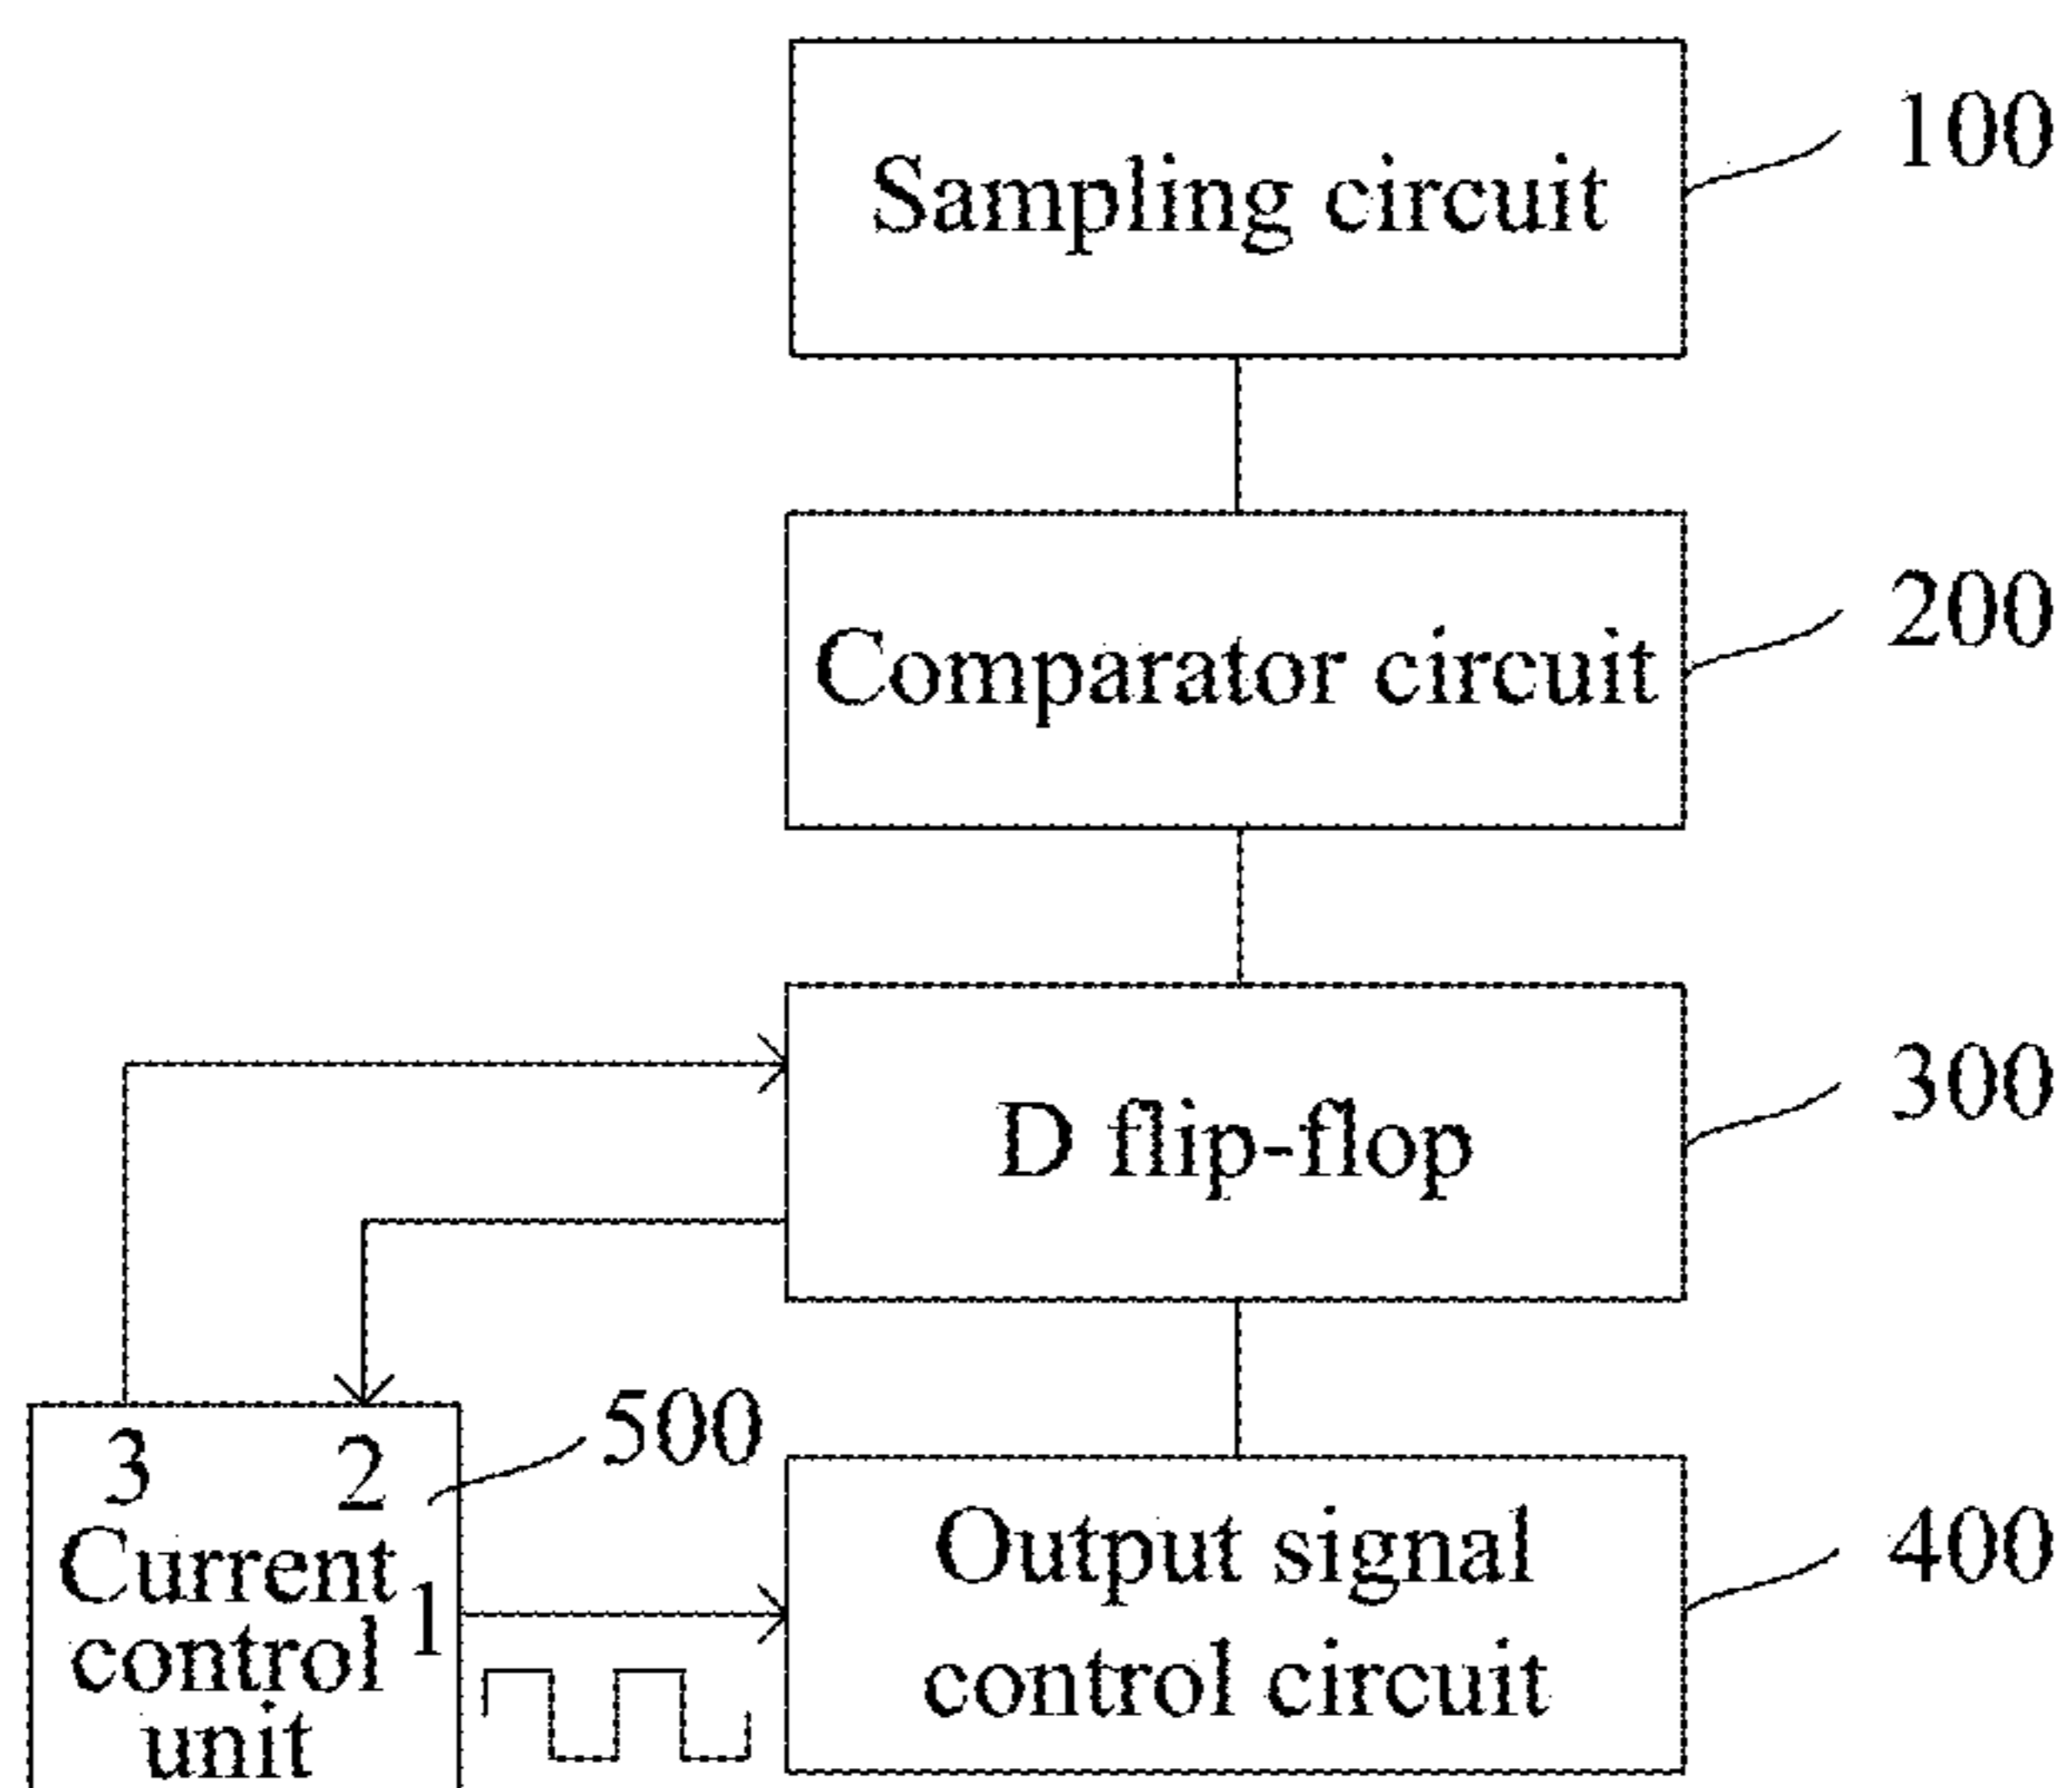 Sampling circuit
100
Comparator circuit
200
D flip-flop
300
3 2
500
Current
control
unit
1
Output signal
control circuit
400